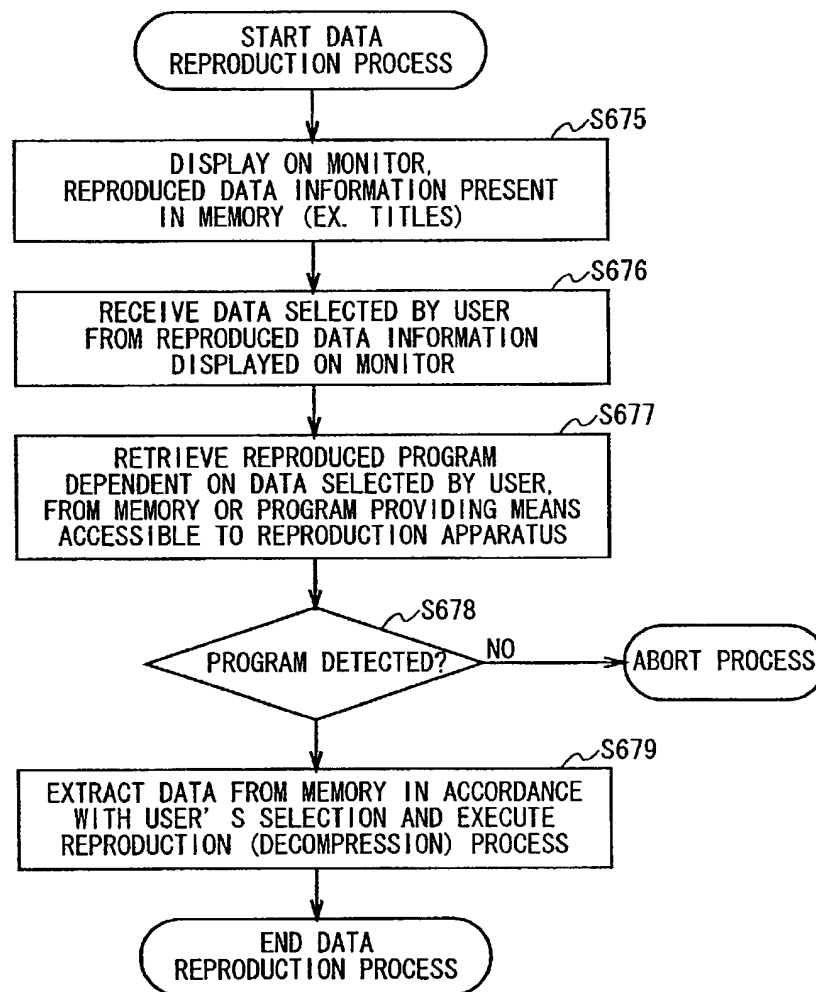 START DATA
REPRODUCTION PROCESS
S675
DISPLAY ON MONITOR,
REPRODUCED DATA INFORMATION PRESENT
IN MEMORY (EX. TITLES)
S676
RECEIVE DATA SELECTED BY USER
FROM REPRODUCED DATA INFORMATION
DISPLAYED ON MONITOR
S677
RETRIEVE REPRODUCED PROGRAM
DEPENDENT ON DATA SELECTED BY USER,
FROM MEMORY OR PROGRAM PROVIDING MEANS
ACCESSIBLE TO REPRODUCTION APPARATUS
S678
PROGRAM DETECTED?
NO
ABORT PROCESS
S679
EXTRACT DATA FROM MEMORY IN ACCORDANCE
WITH USER' S SELECTION AND EXECUTE
REPRODUCTION (DECOMPRESSION) PROCESS
END DATA
REPRODUCTION PROCESS